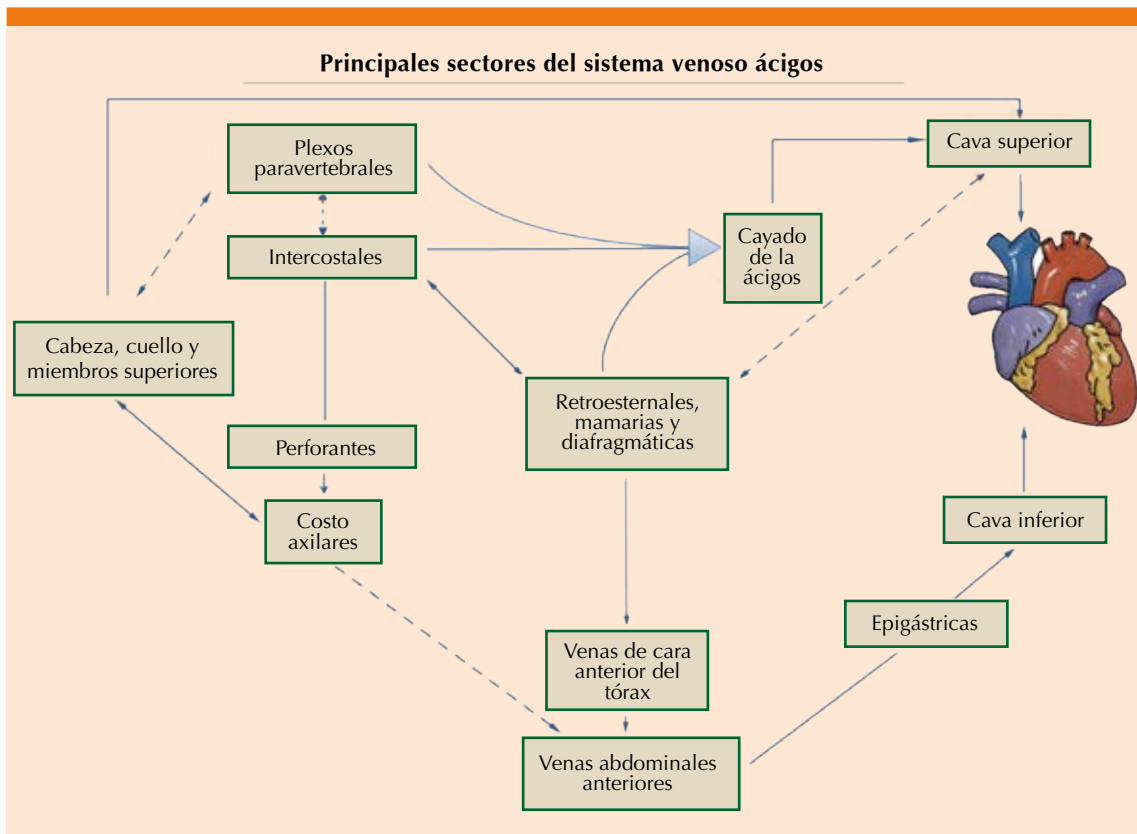 Principales sectores del sistema venoso ácigos
Plexos
paravertebrales
Cava superior
Intercostales
Cayado
de la
ácigos
Cabeza, cuello y
miembros superiores
Retroesternales,
mamarias y
diafragmáticas
Perforantes
Costo
axilares
Cava inferior
Epigástricas
Venas de cara
anterior del
tórax
Venas abdominales
anteriores